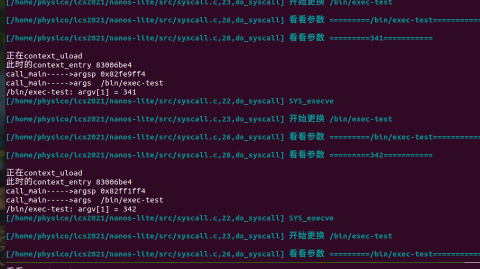 [/home/physico/ics2021/nanos-lite/src/syscall.c,23,do_syscall] 开始更换 /bin/exec-test
[/home/physico/ics2021/nanos-lite/src/syscall.c,26,do_syscall] 看看参数 =========/bin/exec-test===========
[/home/physico/ics2021/nanos-lite/src/syscall.c,28,do_syscall] 看看参数 =========341===========
正在context_uload
此时的context_entry 83006be4
call_main----->argsp 0x82fe9ff4
call_main----->args  /bin/exec-test
/bin/exec-test: argv[1] = 341
[/home/physico/ics2021/nanos-lite/src/syscall.c,22,do_syscall] SYS_execve
[/home/physico/ics2021/nanos-lite/src/syscall.c,23,do_syscall] 开始更换 /bin/exec-test
[/home/physico/ics2021/nanos-lite/src/syscall.c,26,do_syscall] 看看参数 =========/bin/exec-test===========
[/home/physico/ics2021/nanos-lite/src/syscall.c,28,do_syscall] 看看参数 =========342===========
正在context_uload
此时的context_entry 83006be4
call_main----->argsp 0x82ff1ff4
call_main----->args  /bin/exec-test
/bin/exec-test: argv[1] = 342
[/home/physico/ics2021/nanos-lite/src/syscall.c,22,do_syscall] SYS_execve
[/home/physico/ics2021/nanos-lite/src/syscall.c,23,do_syscall] 开始更换 /bin/exec-test
[/home/physico/ics2021/nanos-lite/src/syscall.c,26,do_syscall] 看看参数 =========/bin/exec-test===========